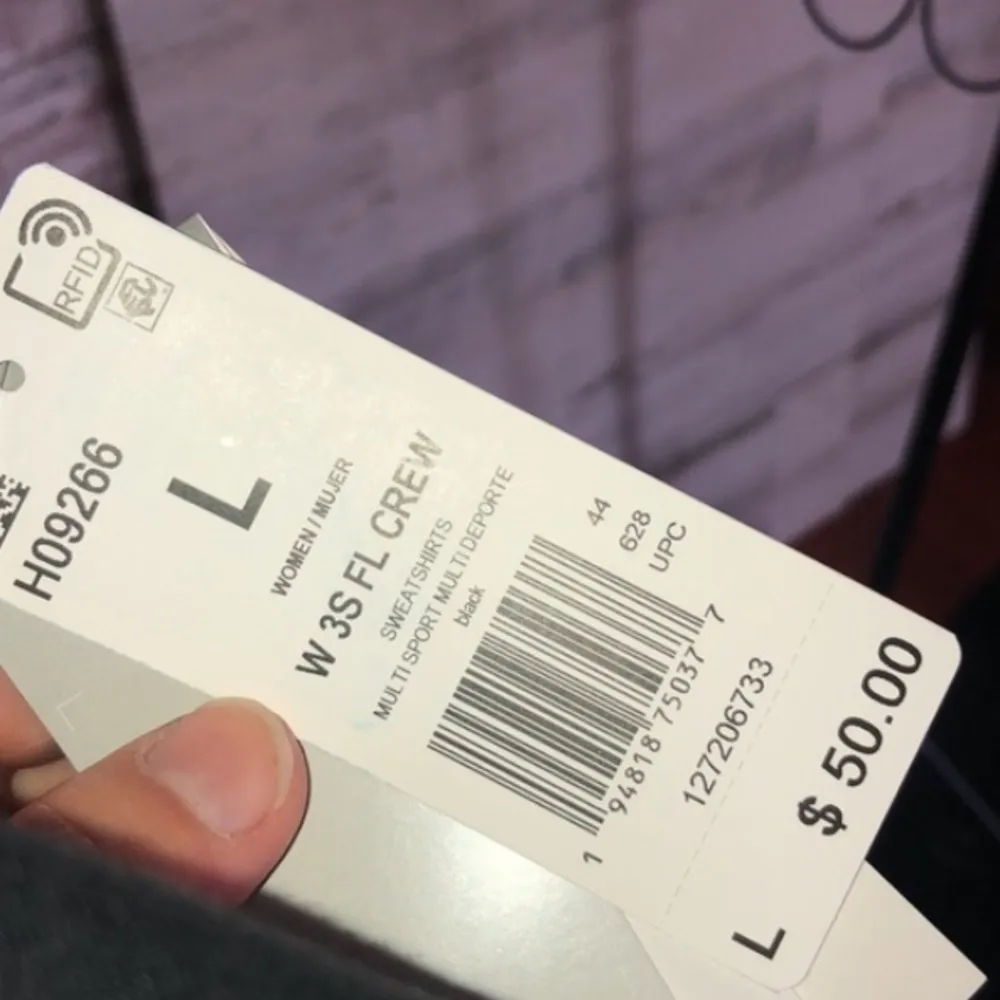 RFID
H09266
L
WOMEN / MUJER
W 3S FL CREW
SWEATSHIRTS
MULTI SPORT MULTI DEPORTE
black
44
628
UPC
1 94818 75037 7
127206733
$ 50.00
L